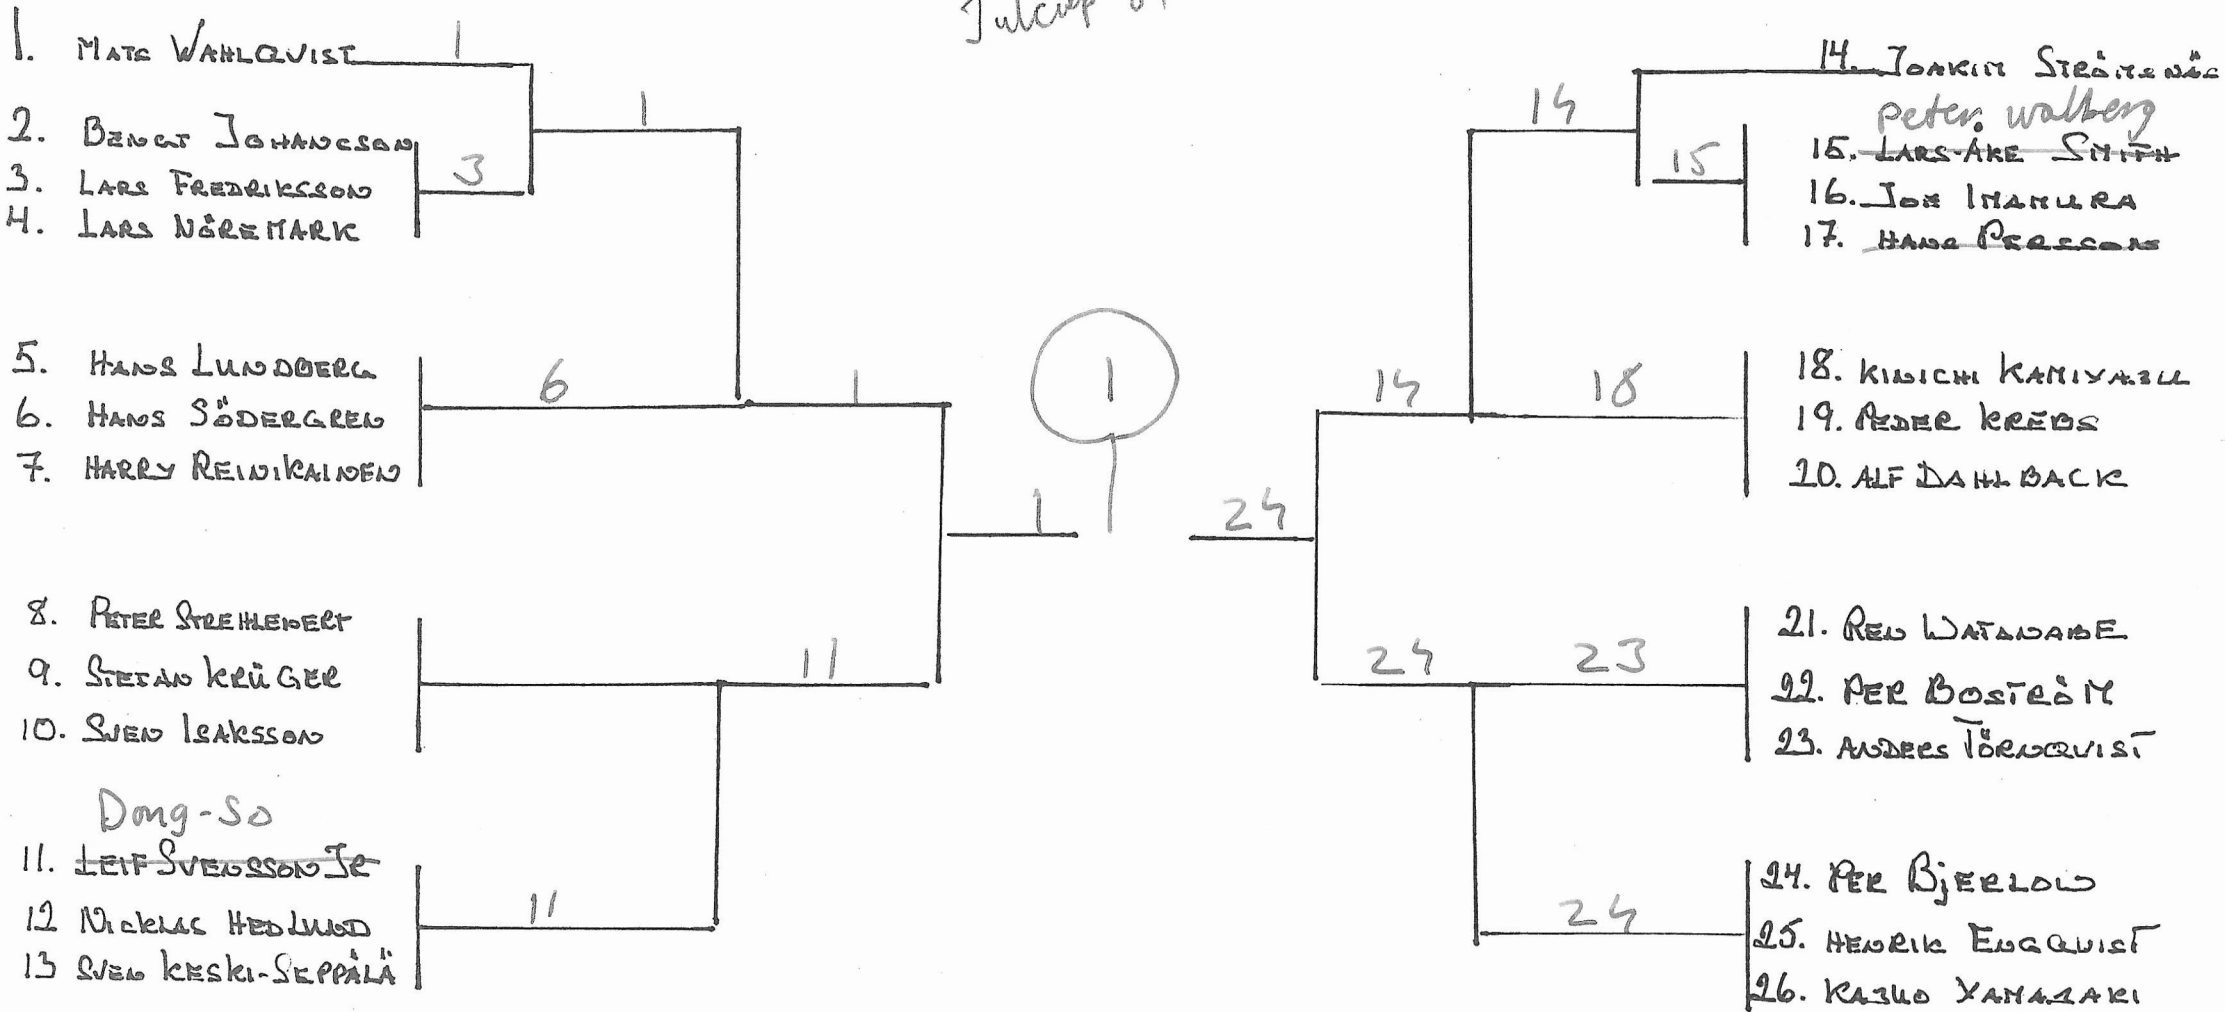 Julcup
1. MATS WAHLQVIST 1
2. BENGT JOHANSSON
3. LARS FREDRIKSSON 3
4. LARS NÄREMARK
1
5. HANS LUNDBERG
6. HANS SÖDERGREN 6
7. HARRY REINIKAINEN
1
8. PETER STREHLENERT
9. STEFAN KRÜGER
10. SVEN ISAKSSON
11
Dong-So
11. LEIF SVENSSON JR
12 NICKLAS HEDLUND 11
13 SVEN KESKI-SEPPÄLÄ
1
1
24
14. JOAKIM
14
Peter Walberg
15. LARS-ÅKE SMITH
15
16. JON IMAMURA
17. HANS PERSSON
14
18. KINICHI KAMIYAZU
18
19. PEDER KREBS
20. ALF DAHLBACK
21. REN WATANABE
24 23
22. PER BOSTRÖM
23. ANDERS TÖRNQVIST
24. PER BJERLOW
24
25. HENRIK ENGQUIST
26. KAZUO YAMAZAKI